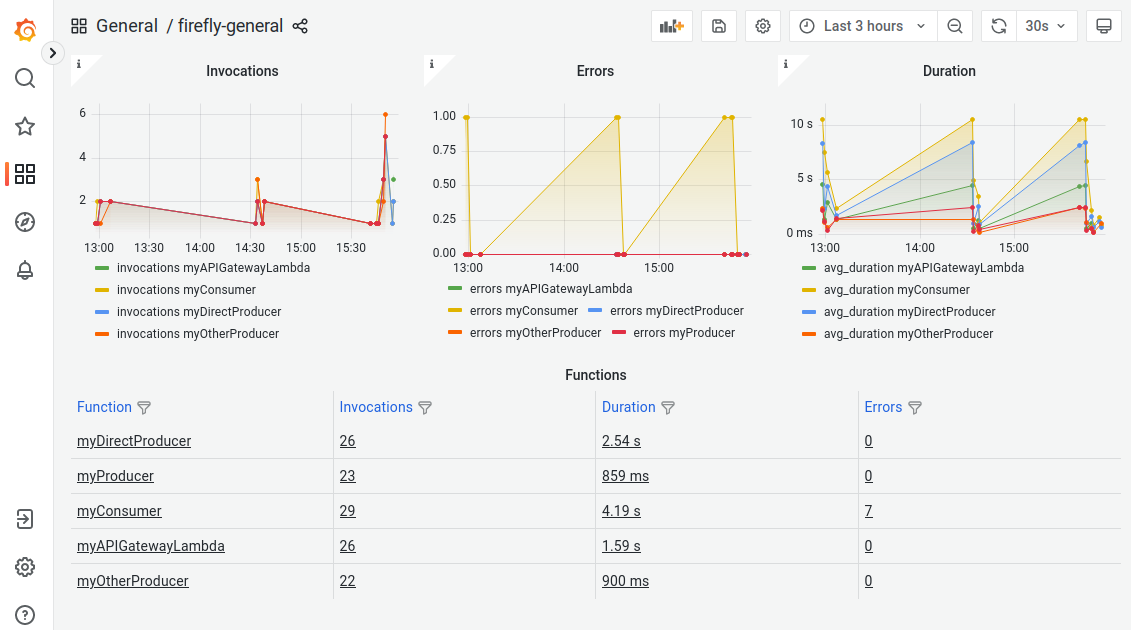 General / firefly-general
Last 3 hours
30s
i
Invocations
6
4
2
13:00 13:30 14:00 14:30 15:00 15:30
invocations myAPIGatewayLambda
invocations myConsumer
invocations myDirectProducer
invocations myOtherProducer
i
Errors
1.00
0.75
0.50
0.25
0.00
13:00 14:00 15:00
errors myAPIGatewayLambda
errors myConsumer errors myDirectProducer
errors myOtherProducer errors myProducer
i
Duration
10 s
5 s
0 ms
13:00 14:00 15:00
avg_duration myAPIGatewayLambda
avg_duration myConsumer
avg_duration myDirectProducer
avg_duration myOtherProducer
Functions
Function Invocations Duration Errors
myDirectProducer 26 2.54 s 0
myProducer 23 859 ms 0
myConsumer 29 4.19 s 7
myAPIGatewayLambda 26 1.59 s 0
myOtherProducer 22 900 ms 0